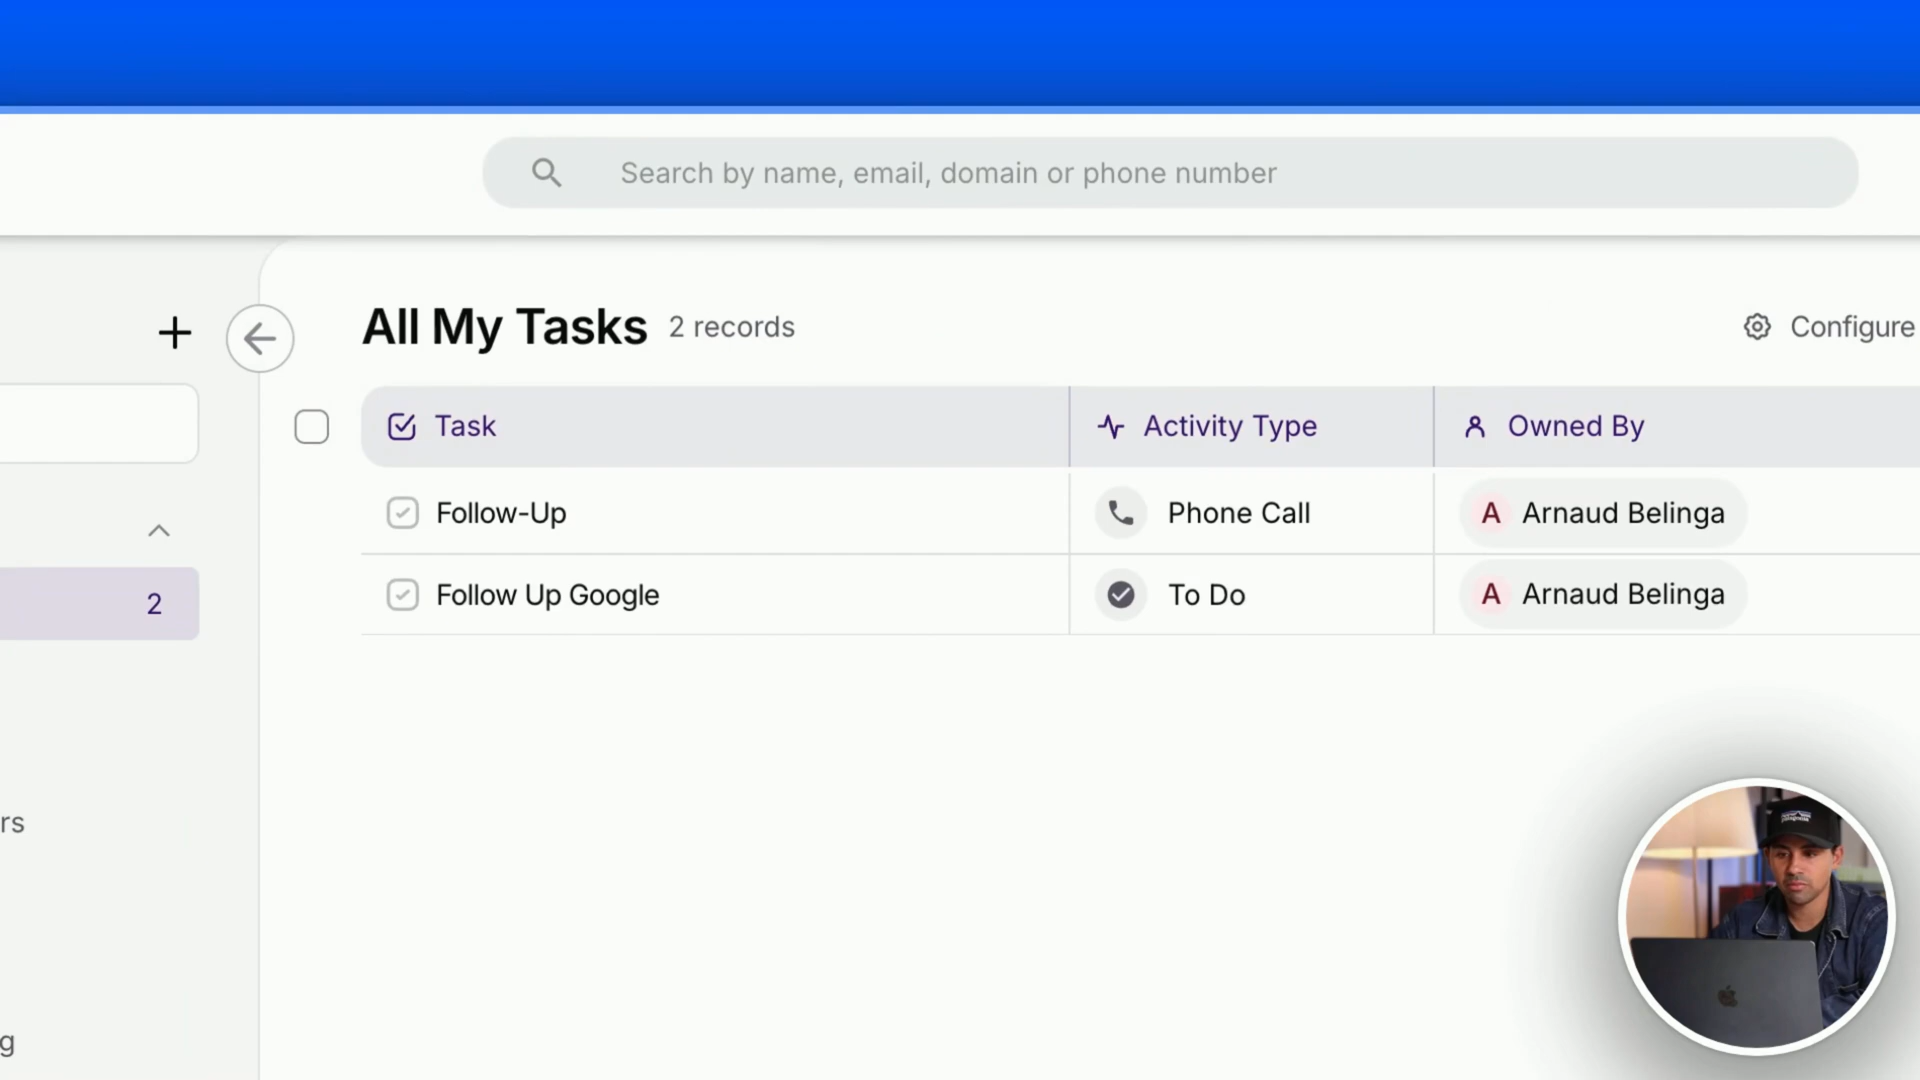 Search by name, email, domain or phone number
All My Tasks 2 records
Configure
Task Activity Type Owned By
Follow-Up Phone Call A Arnaud Belinga
2
Follow Up Google To Do A Arnaud Belinga
rs
g